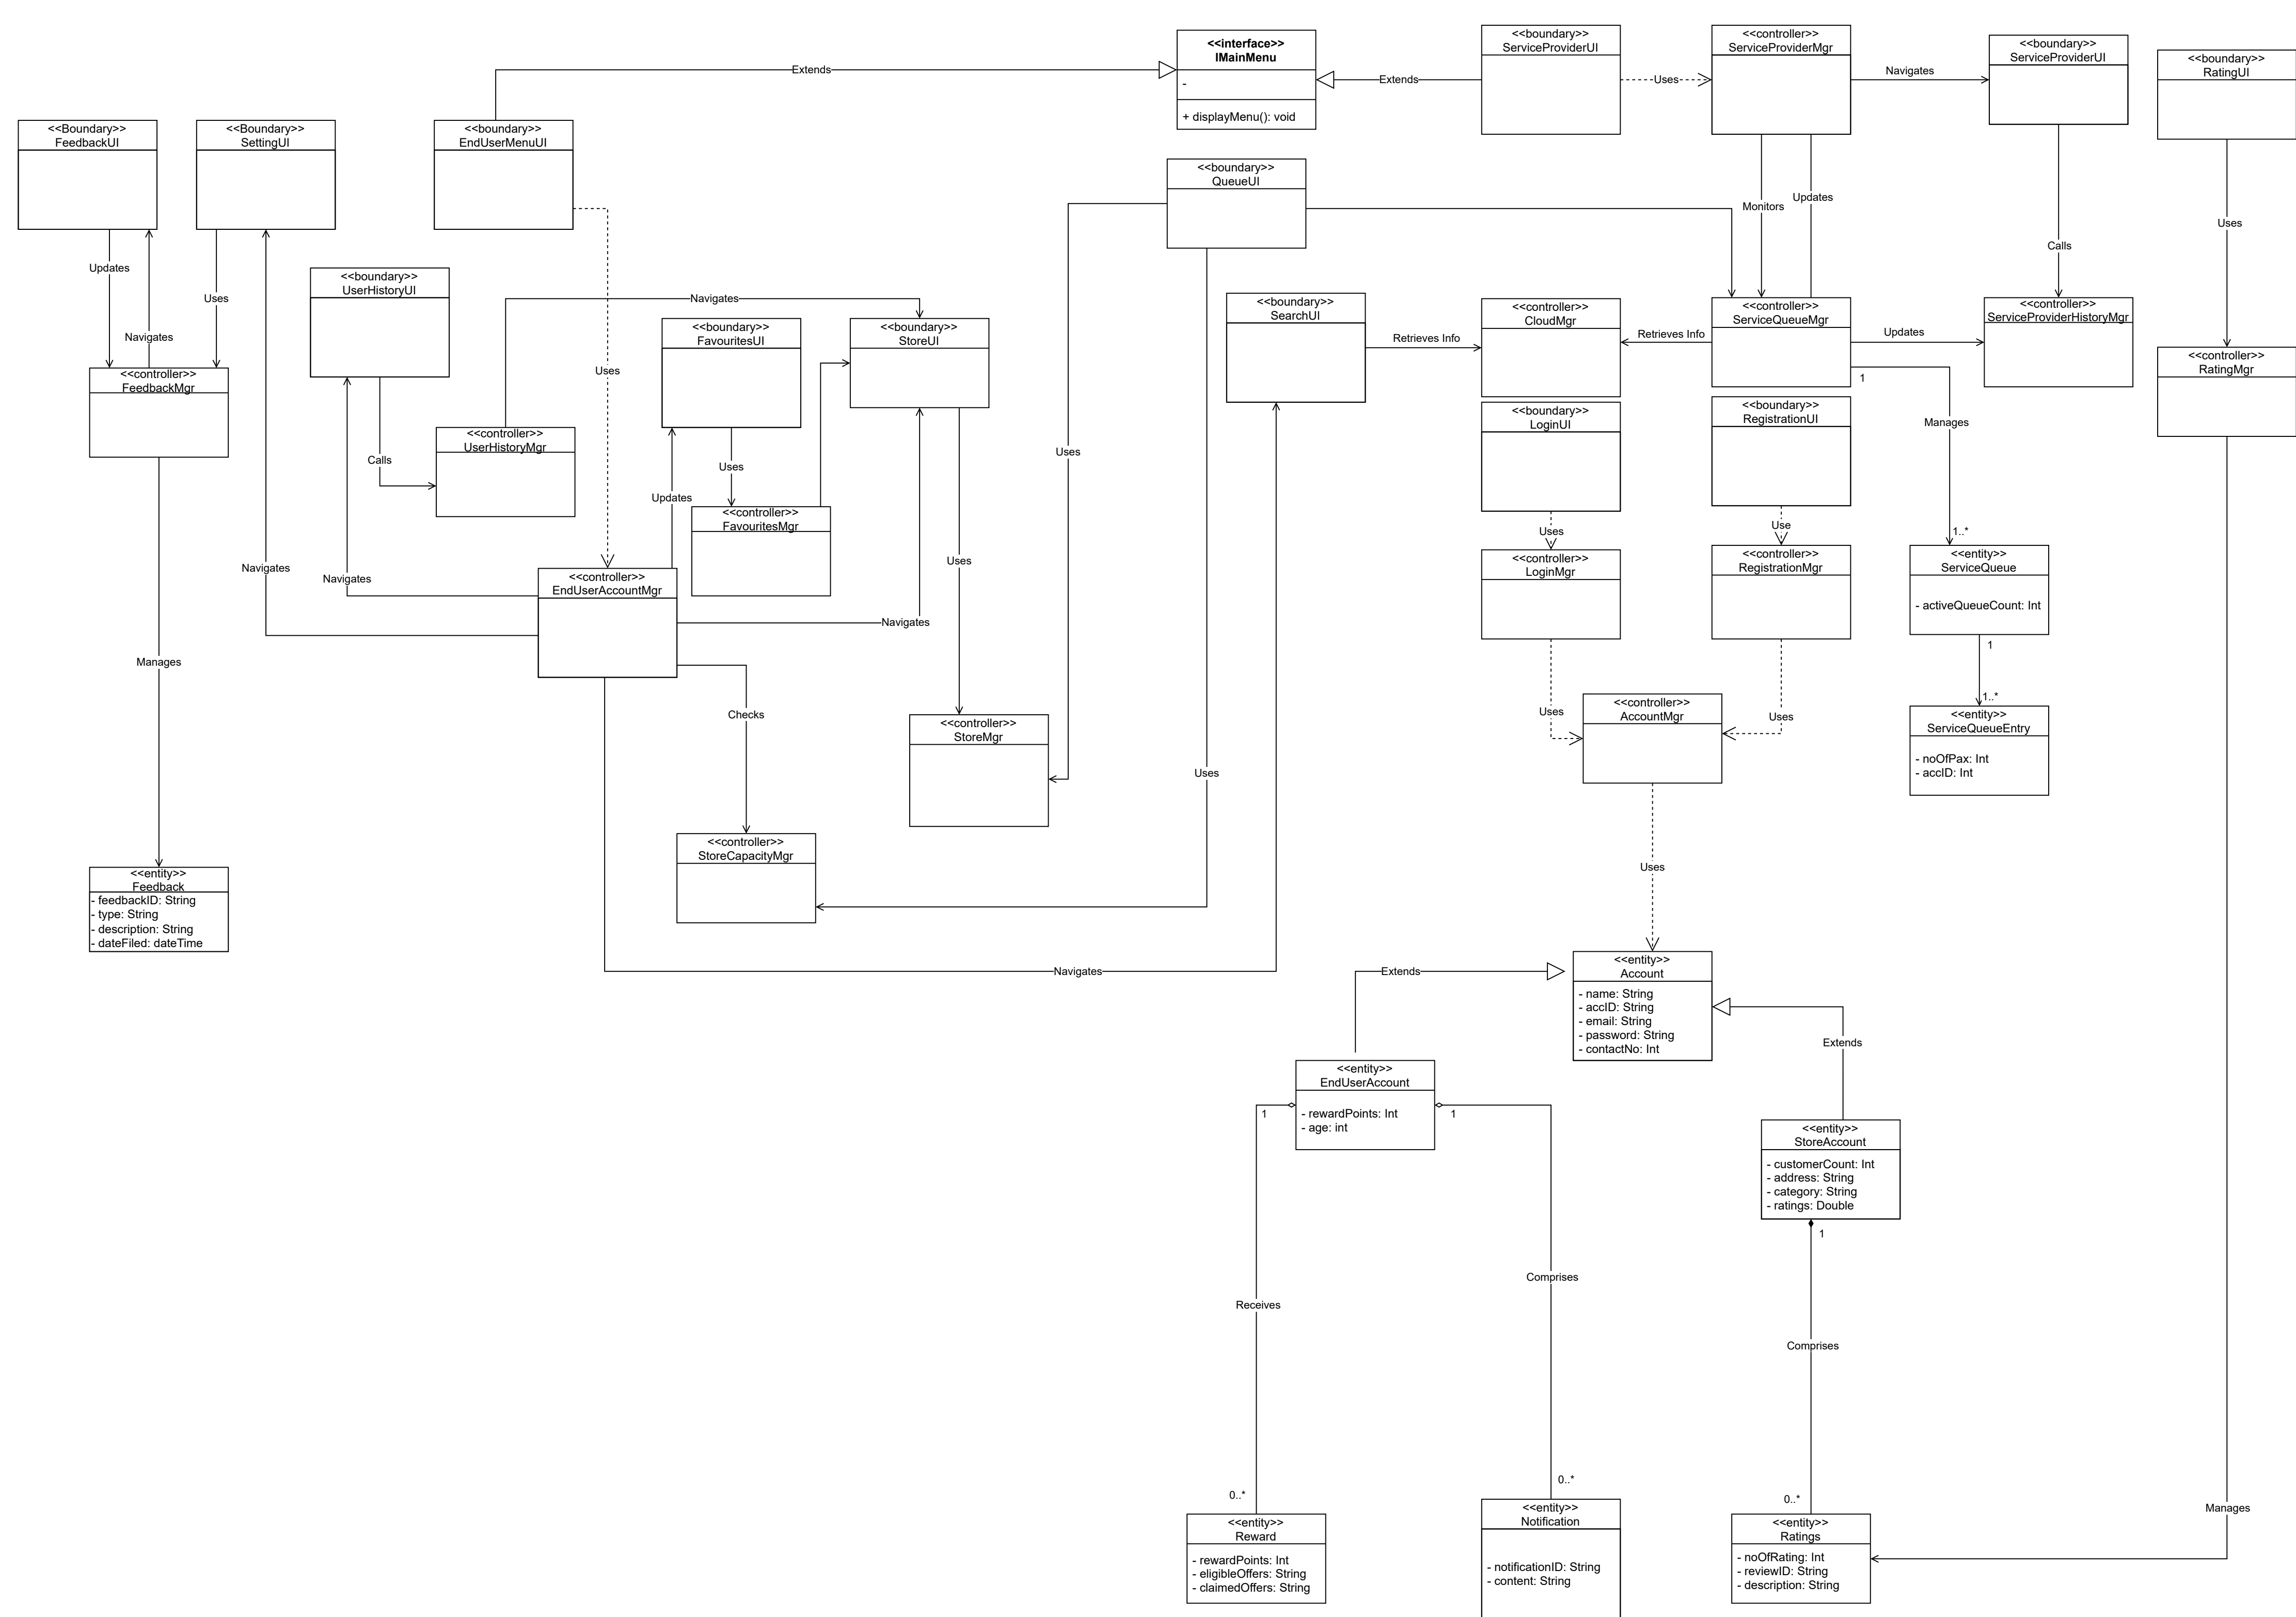 <<interface>>
IMainMenu
-
+ displayMenu(): void
Extends
Extends
<<boundary>>
ServiceProviderUI
Uses
<<controller>>
ServiceProviderMgr
Navigates
<<boundary>>
ServiceProviderUI
<<boundary>>
RatingUI
<<Boundary>>
FeedbackUI
<<Boundary>>
SettingUI
<<boundary>>
EndUserMenuUI
<<boundary>>
QueueUI
Monitors
Updates
Calls
Uses
Updates
Navigates
Uses
<<boundary>>
UserHistoryUI
Navigates
Uses
<<boundary>>
FavouritesUI
<<boundary>>
StoreUI
<<boundary>>
SearchUI
Retrieves Info
<<controller>>
CloudMgr
Retrieves Info
<<controller>>
ServiceQueueMgr
Updates
<<controller>>
ServiceProviderHistoryMgr
<<controller>>
RatingMgr
<<controller>>
FeedbackMgr
Calls
<<controller>>
UserHistoryMgr
Uses
Updates
<<controller>>
FavouritesMgr
Uses
Uses
<<boundary>>
LoginUI
<<boundary>>
RegistrationUI
1
Manages
1..*
Uses
Use
<<controller>>
LoginMgr
<<controller>>
RegistrationMgr
<<entity>>
ServiceQueue
- activeQueueCount: Int
1
1..*
<<entity>>
ServiceQueueEntry
- noOfPax: Int
- accID: Int
Navigates
Navigates
<<controller>>
EndUserAccountMgr
Navigates
Manages
Checks
<<controller>>
StoreMgr
Uses
Uses
Uses
<<controller>>
AccountMgr
<<controller>>
StoreCapacityMgr
Uses
<<entity>>
Feedback
- feedbackID: String
- type: String
- description: String
- dateFiled: dateTime
Navigates
Extends
<<entity>>
Account
- name: String
- accID: String
- email: String
- password: String
- contactNo: Int
Extends
<<entity>>
EndUserAccount
- rewardPoints: Int
- age: int
1
1
<<entity>>
StoreAccount
- customerCount: Int
- address: String
- category: String
- ratings: Double
1
Receives
Comprises
Comprises
0..*
0..*
0..*
Manages
<<entity>>
Reward
- rewardPoints: Int
- eligibleOffers: String
- claimedOffers: String
<<entity>>
Notification
- notificationID: String
- content: String
<<entity>>
Ratings
- noOfRating: Int
- reviewID: String
- description: String